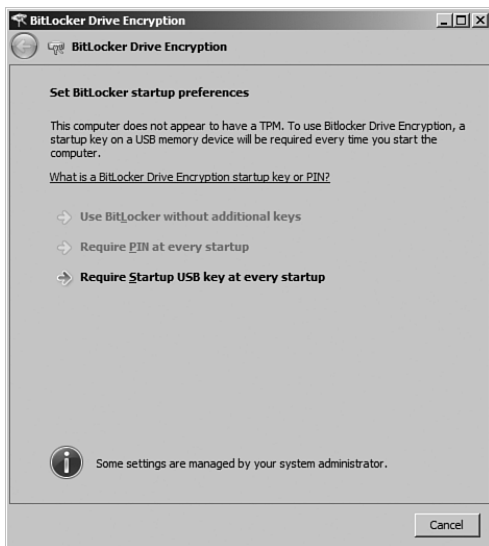 BitLocker Drive Encryption
BitLocker Drive Encryption
Set BitLocker startup preferences
This computer does not appear to have a TPM. To use Bitlocker Drive Encryption, a
startup key on a USB memory device will be required every time you start the
computer.
What is a BitLocker Drive Encryption startup key or PIN?
Use BitLocker without additional keys
Require PIN at every startup
Require Startup USB key at every startup
Some settings are managed by your system administrator.
Cancel